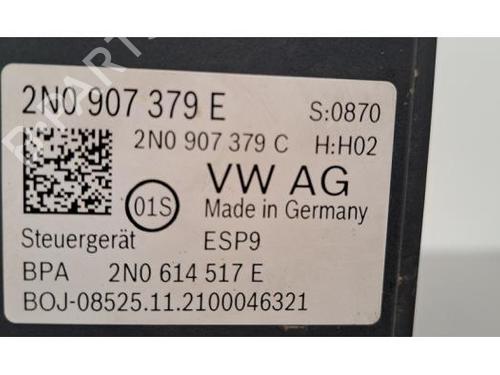 2N0 907 379 E S:0870
2N0 907 379 C H:H02
01S VW AG
Made in Germany
Steuergerät ESP9
BPA 2N0 614 517 E
BOJ-08525.11.2100046321